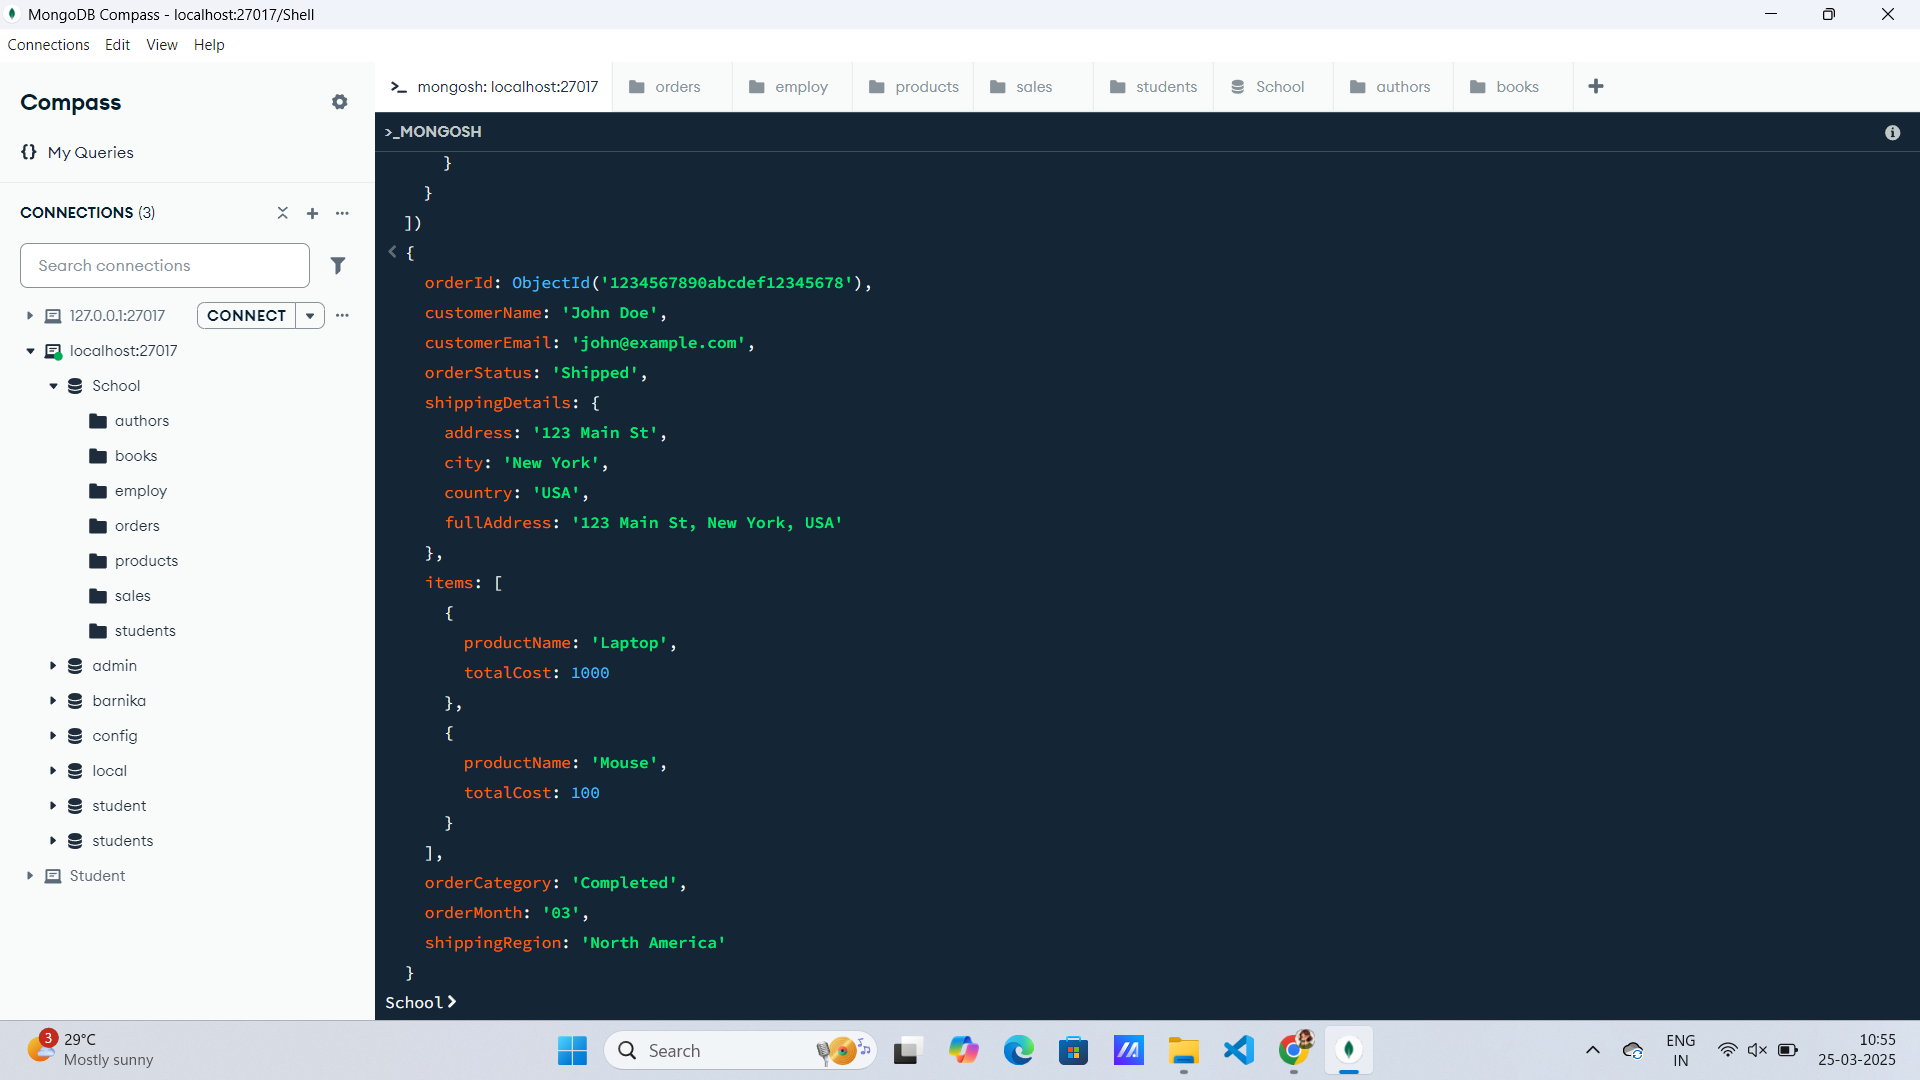 MongoDB Compass - localhost:27017/Shell
Connections Edit View Help
Compass
{} My Queries
CONNECTIONS (3)
Search connections
127.0.0.1:27017 CONNECT
localhost:27017
School
authors
books
employ
orders
products
sales
students
admin
barnika
config
local
student
students
Student
>_ mongosh: localhost:27017 orders employ products sales students School authors books
>_MONGOSH
}
}
])
< {
orderId: ObjectId('1234567890abcdef12345678'),
customerName: 'John Doe',
customerEmail: 'john@example.com',
orderStatus: 'Shipped',
shippingDetails: {
address: '123 Main St',
city: 'New York',
country: 'USA',
fullAddress: '123 Main St, New York, USA'
},
items: [
{
productName: 'Laptop',
totalCost: 1000
},
{
productName: 'Mouse',
totalCost: 100
}
],
orderCategory: 'Completed',
orderMonth: '03',
shippingRegion: 'North America'
}
School>
3
29°C
Mostly sunny
Search
ENG
IN
10:55
25-03-2025